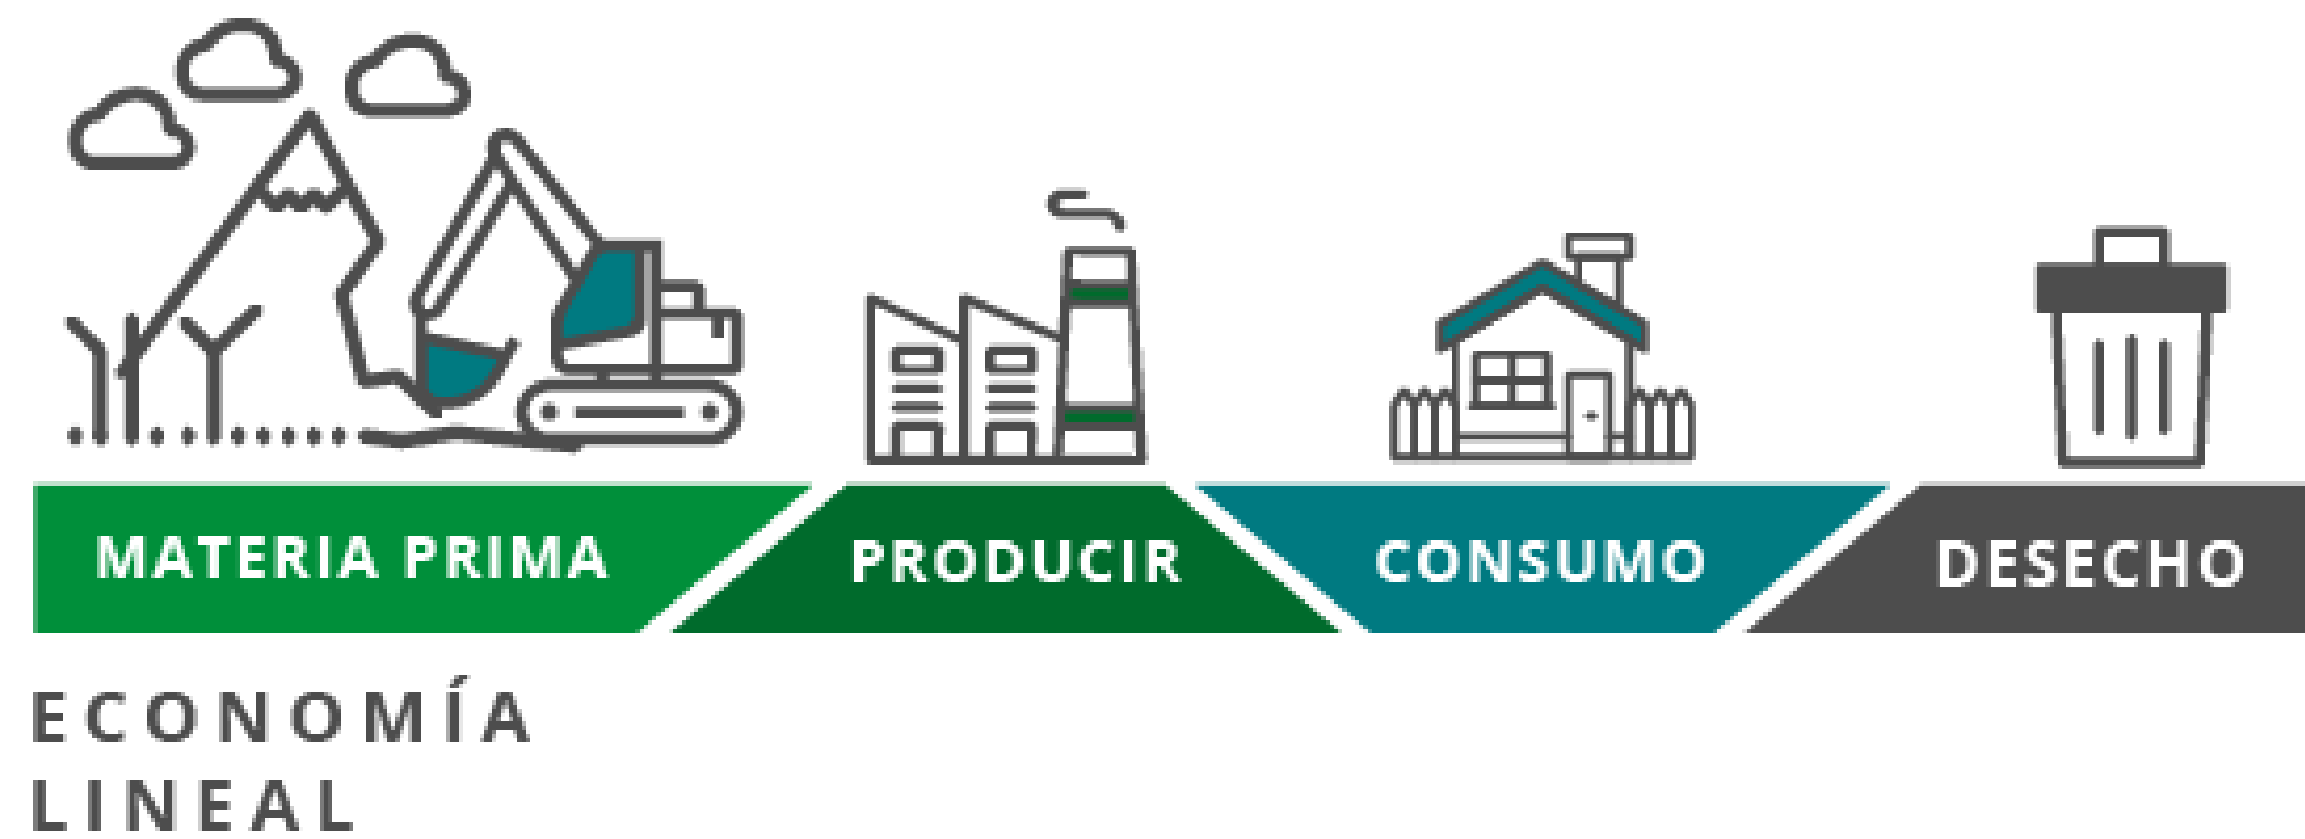 MATERIA PRIMA
PRODUCIR
CONSUMO
DESECHO
ECONOMÍA
LINEAL